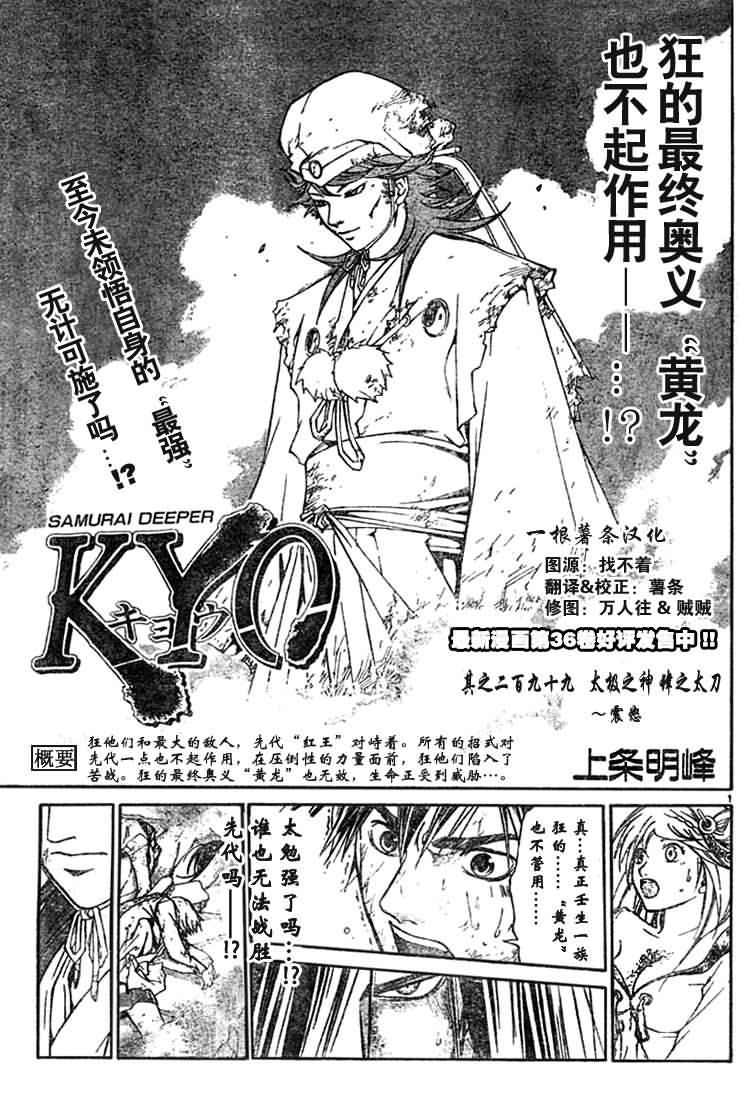 狂的最终奥义“黄龙”
也不起作用——…!?
至今未领悟自身的“最强”
无计可施了吗…!?
SAMURAI DEEPER
KYO
キョウ
一根薯条汉化
图源：找不着
翻译&校正：薯条
修图：万人往 & 贼贼
最新漫画第36卷好评发售中!!
其之二百九十九 太极之神锋之太刀
～震怒
概要
狂他们和最大的敌人，先代“红王”对峙着。所有的招式对
先代一点也不起作用，在压倒性的力量面前，狂他们陷入了
苦战。狂的最终奥义“黄龙”也无效，生命正受到威胁…。
上条明峰
1
真…真正壬生一族
狂的……“黄龙”
也不管用……
太勉强了吗…!?
谁也无法战胜
先代吗——!?